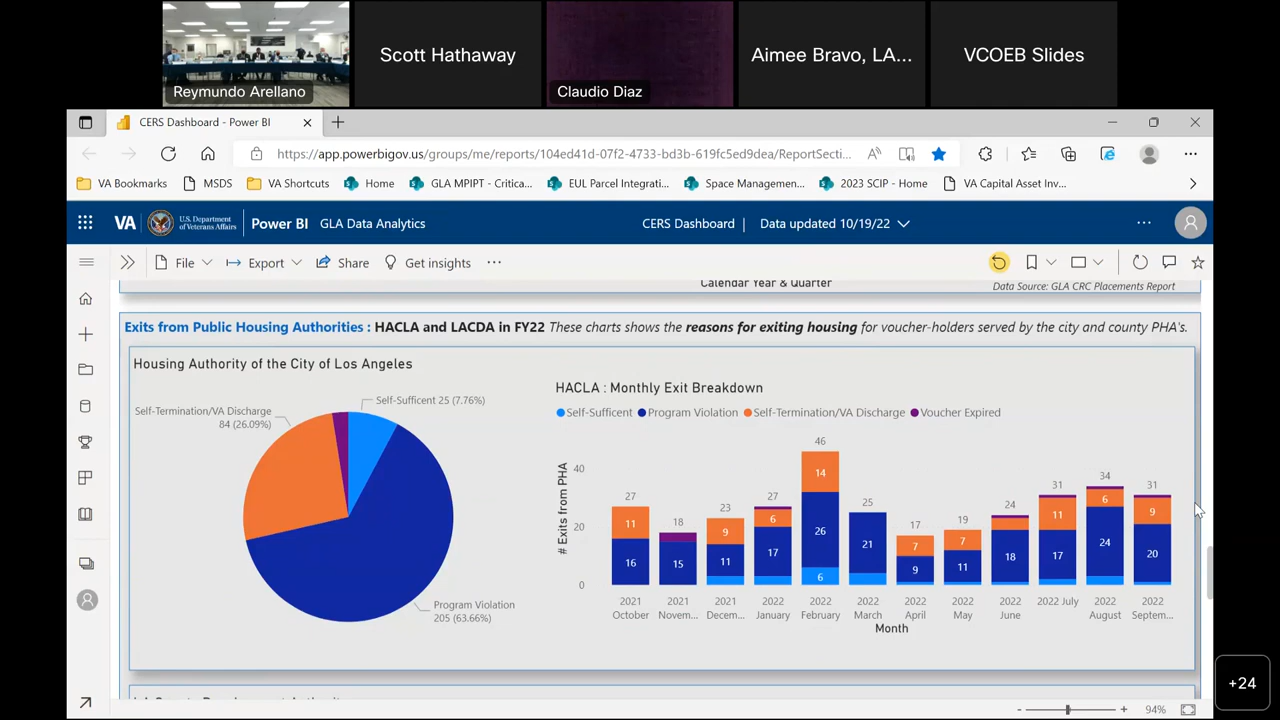 Reymundo Arellano
Scott Hathaway
Claudio Diaz
Aimee Bravo, LA...
VCOEB Slides
CERS Dashboard - Power BI
https://app.powerbigov.us/groups/me/reports/104ed41d-07f2-4733-bd3b-619fc5ed9dea/ReportSecti...
VA Bookmarks
MSDS
VA Shortcuts
Home
GLA MPIPT - Critica...
EUL Parcel Integrati...
Space Managemen...
2023 SCIP - Home
VA Capital Asset Inv...
VA
U.S. Department of Veterans Affairs
Power BI
GLA Data Analytics
CERS Dashboard
Data updated 10/19/22
File
Export
Share
Get insights
Calendar Year & Quarter
Data Source: GLA CRC Placements Report
Exits from Public Housing Authorities : HACLA and LACDA in FY22 These charts shows the reasons for exiting housing for voucher-holders served by the city and county PHA's.
Housing Authority of the City of Los Angeles
Self-Sufficent 25 (7.76%)
Self-Termination/VA Discharge
84 (26.09%)
Program Violation
205 (63.66%)
HACLA : Monthly Exit Breakdown
Self-Sufficent
Program Violation
Self-Termination/VA Discharge
Voucher Expired
# Exits from PHA
40
20
0
27
11
16
18
15
23
9
11
27
6
17
46
14
26
6
25
21
17
7
9
19
7
11
24
18
31
11
17
34
6
24
31
9
20
2021 October
2021 Novem...
2021 Decem...
2022 January
2022 February
2022 March
2022 April
2022 May
2022 June
2022 July
2022 August
2022 Septem...
Month
94%
+24